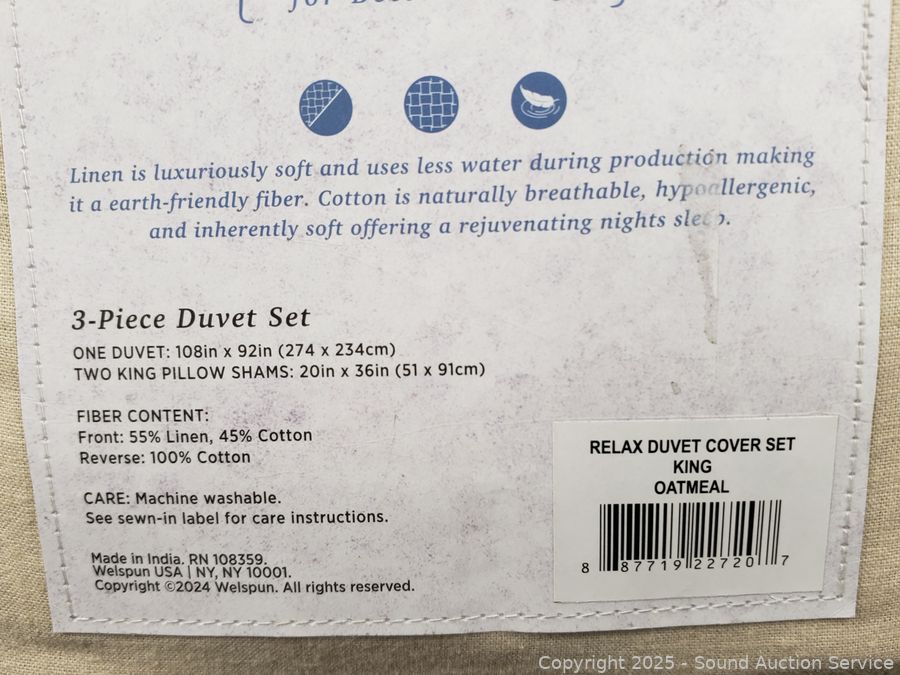 for
Linen is luxuriously soft and uses less water during production making
it a earth-friendly fiber. Cotton is naturally breathable, hypoallergenic,
and inherently soft offering a rejuvenating nights sleep.
3-Piece Duvet Set
ONE DUVET: 108in x 92in (274 x 234cm)
TWO KING PILLOW SHAMS: 20in x 36in (51 x 91cm)
FIBER CONTENT:
Front: 55% Linen, 45% Cotton
Reverse: 100% Cotton
CARE: Machine washable.
See sewn-in label for care instructions.
Made in India. RN 108359.
Welspun USA | NY, NY 10001.
Copyright ©2024 Welspun. All rights reserved.
RELAX DUVET COVER SET
KING
OATMEAL
8 87719 22720 7
Copyright 2025 - Sound Auction Service